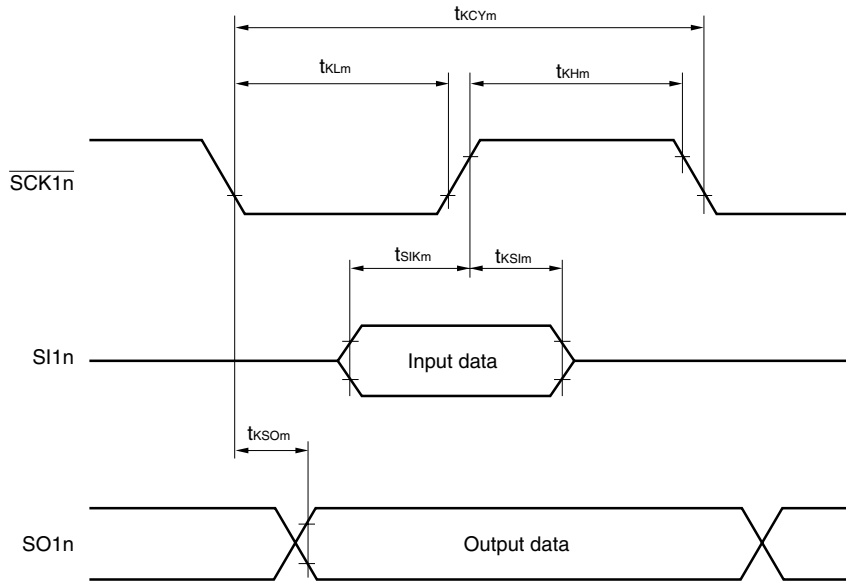 tKCYm
tKLm
tKHm
SCK1n
tSIKm
tKSIm
SI1n
Input data
tKSOm
SO1n
Output data